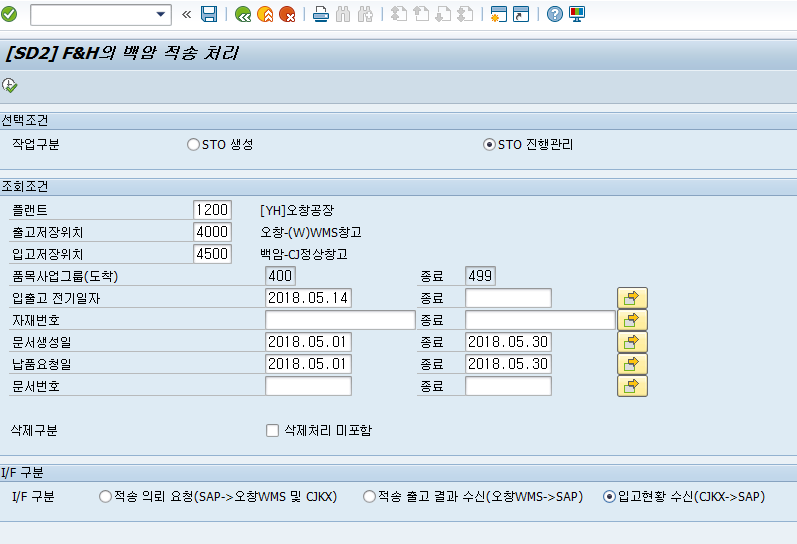 [SD2] F&H의 백암 적송 처리
선택조건
작업구분 STO 생성 STO 진행관리
조회조건
플랜트 1200 [YH]오창공장
출고저장위치 4000 오창-(W)WMS창고
입고저장위치 4500 백암-CJ정상창고
품목사업그룹(도착) 400 종료 499
입출고 전기일자 2018.05.14 종료
자재번호 종료
문서생성일 2018.05.01 종료 2018.05.30
납품요청일 2018.05.01 종료 2018.05.30
문서번호 종료
삭제구분 삭제처리 미포함
I/F 구분
I/F 구분 적송 의뢰 요청(SAP->오창WMS 및 CJKX) 적송 출고 결과 수신(오창WMS->SAP) 입고현황 수신(CJKX->SAP)